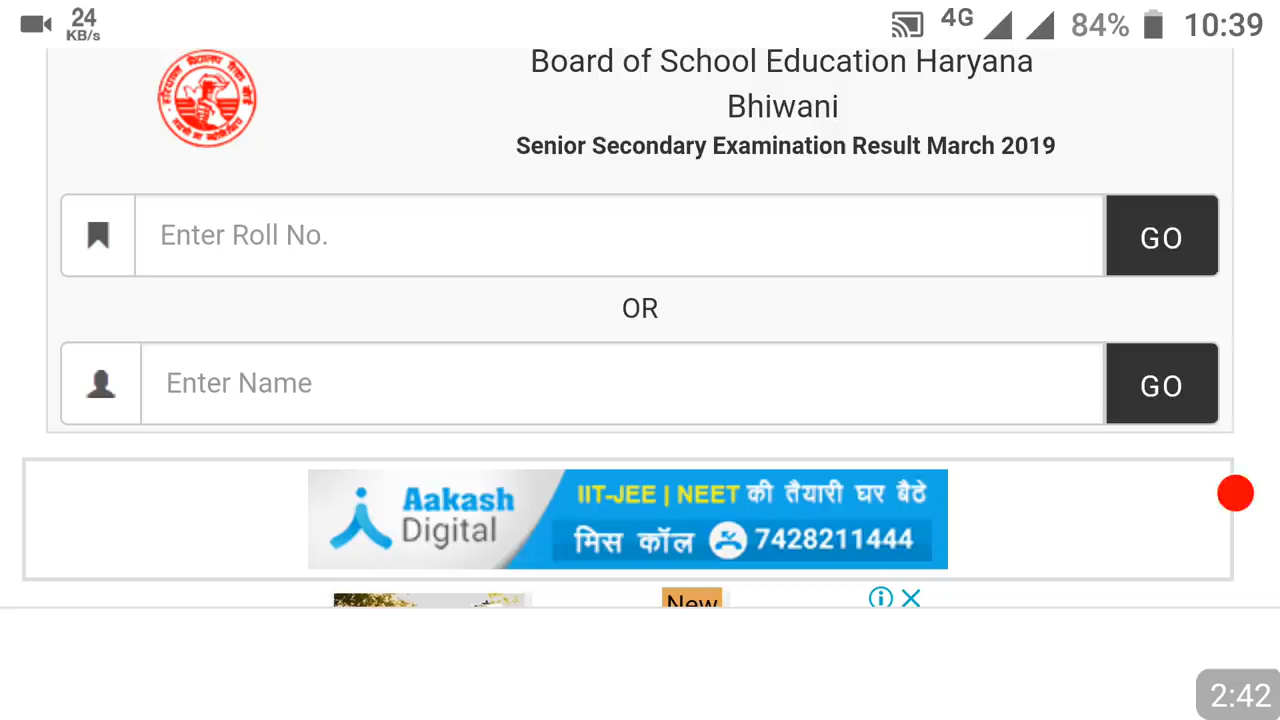 24
KB/s
4G
84%
10:39
Board of School Education Haryana
Bhiwani
Senior Secondary Examination Result March 2019
Enter Roll No.
GO
OR
Enter Name
GO
Aakash
Digital
IIT-JEE | NEET की तैयारी घर बैठे
मिस कॉल 7428211444
New
2:42